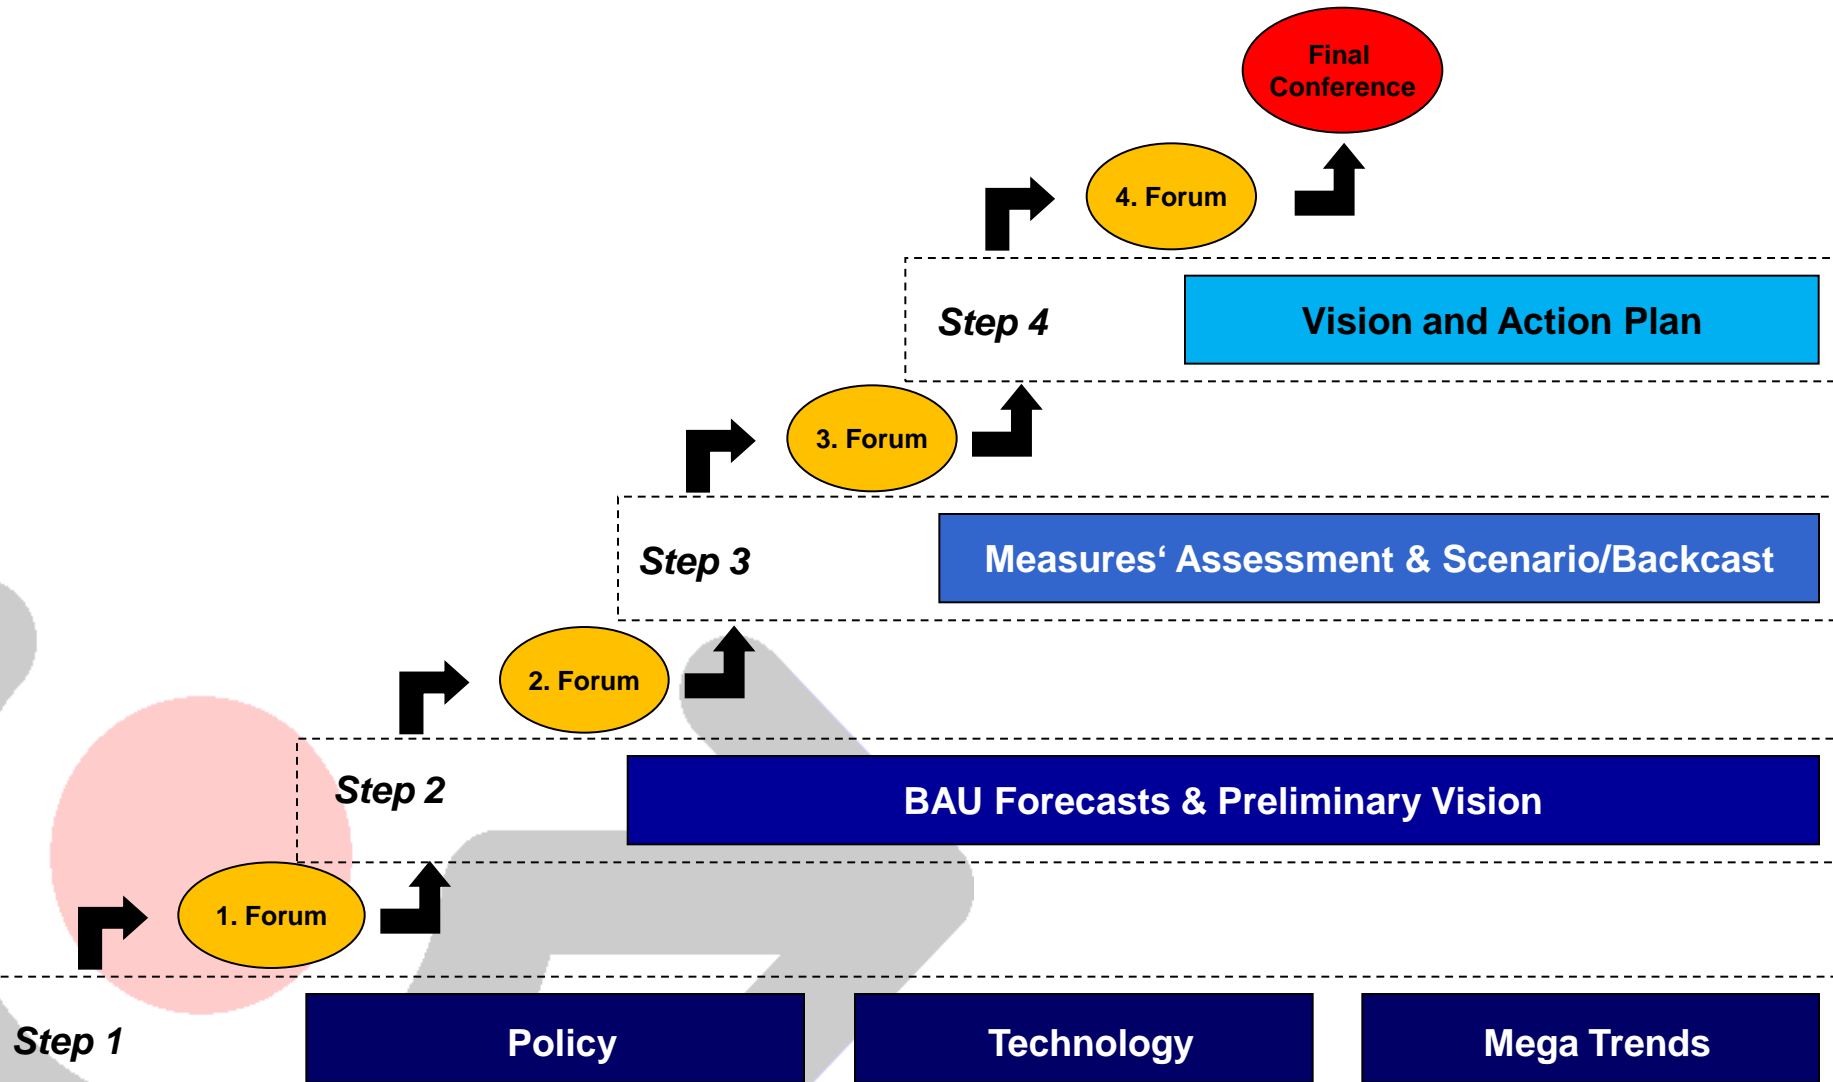 Final
Conference
4. Forum
Step 4
Vision and Action Plan
3. Forum
Step 3
Measures‘ Assessment & Scenario/Backcast
2. Forum
Step 2
BAU Forecasts & Preliminary Vision
1. Forum
Step 1
Policy
Technology
Mega Trends